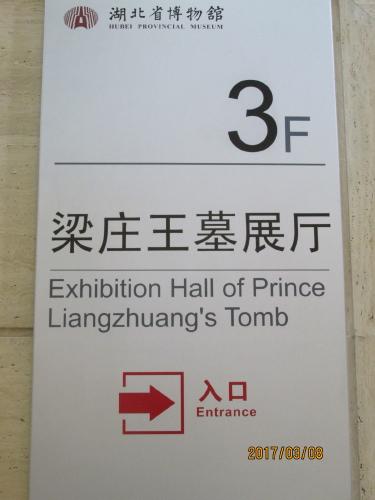 湖北省博物館
HUBEI PROVINCIAL MUSEUM
3F
梁庄王墓展厅
Exhibition Hall of Prince
Liangzhuang's Tomb
入口
Entrance
2017/09/08